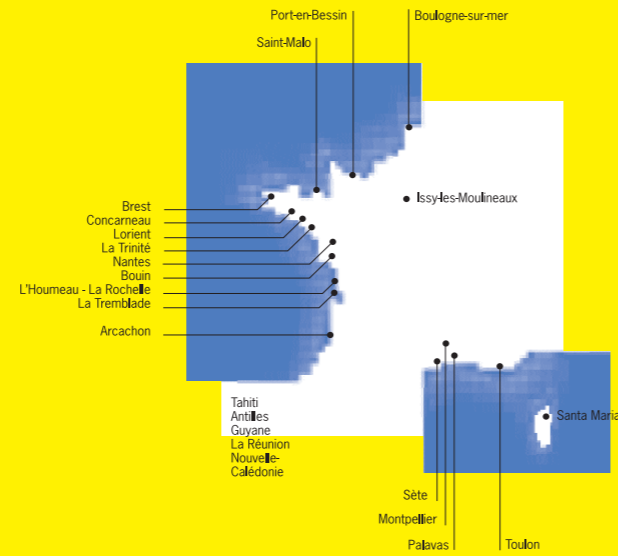 Port-en-Bessin
Boulogne-sur-mer
Saint-Malo
Issy-les-Moulineaux
Brest
Concarneau
Lorient
La Trinité
Nantes
Bouin
L'Houmeau - La Rochelle
La Tremblade
Arcachon
Tahiti
Antilles
Guyane
La Réunion
Nouvelle-
Calédonie
Santa Maria
Sète
Montpellier
Palavas
Toulon